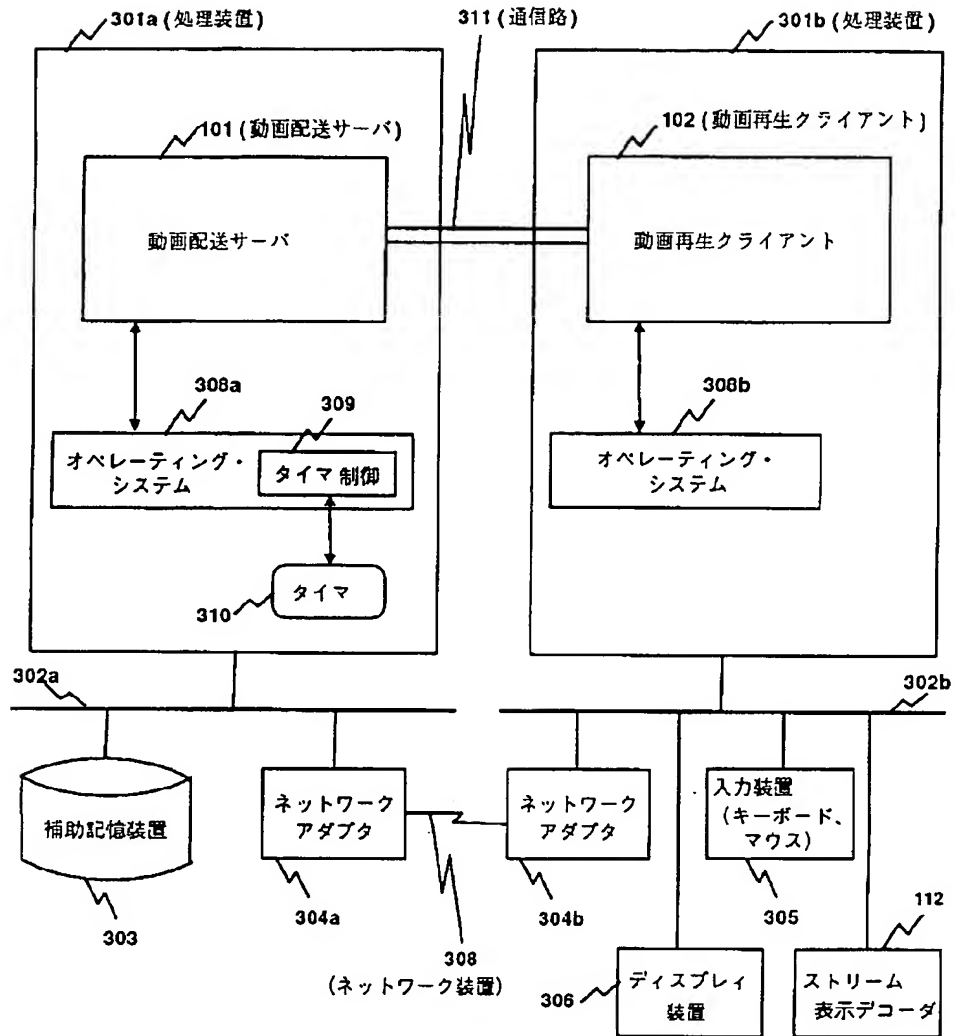 301a (処理装置)
311 (通信路)
301b (処理装置)
101 (動画配送サーバ)
102 (動画再生クライアント)
動画配送サーバ
動画再生クライアント
308a
309
308b
オペレーティング・
システム
タイマ 制御
オペレーティング・
システム
タイマ
310
302a
302b
補助記憶装置
ネットワーク
アダプタ
ネットワーク
アダプタ
入力装置
(キーボード、
マウス)
303
304a
304b
305
112
308
(ネットワーク装置)
306
ディスプレイ
装置
ストリーム
表示デコーダ